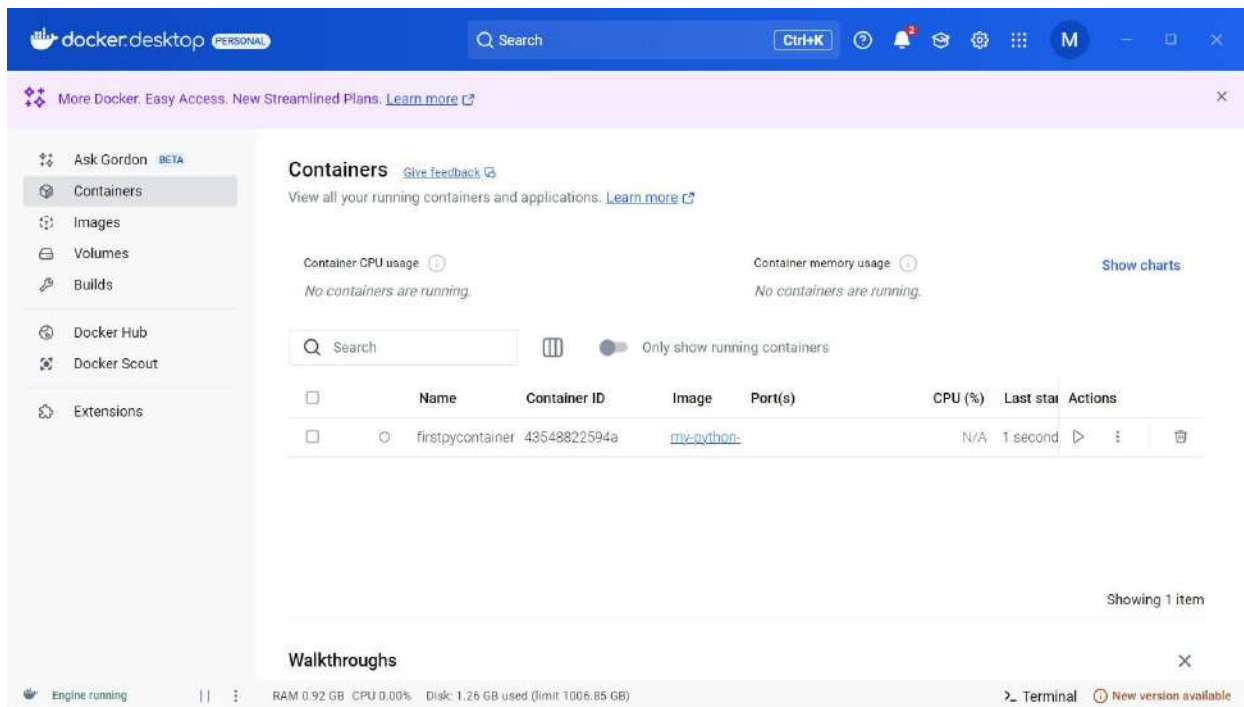 docker.desktop PERSONAL Search Ctrl+K 2 M
More Docker. Easy Access. New Streamlined Plans. Learn more
Ask Gordon BETA
Containers
Images
Volumes
Builds
Docker Hub
Docker Scout
Extensions
Containers Give feedback
View all your running containers and applications. Learn more
Container CPU usage Container memory usage Show charts
No containers are running. No containers are running.
Search Only show running containers
Name Container ID Image Port(s) CPU (%) Last star Actions
firstpycontainer 43548822594a my-python- N/A 1 second
Showing 1 item
Walkthroughs
Engine running RAM 0.92 GB CPU 0.00% Disk: 1.26 GB used (limit 1006.85 GB) Terminal New version available